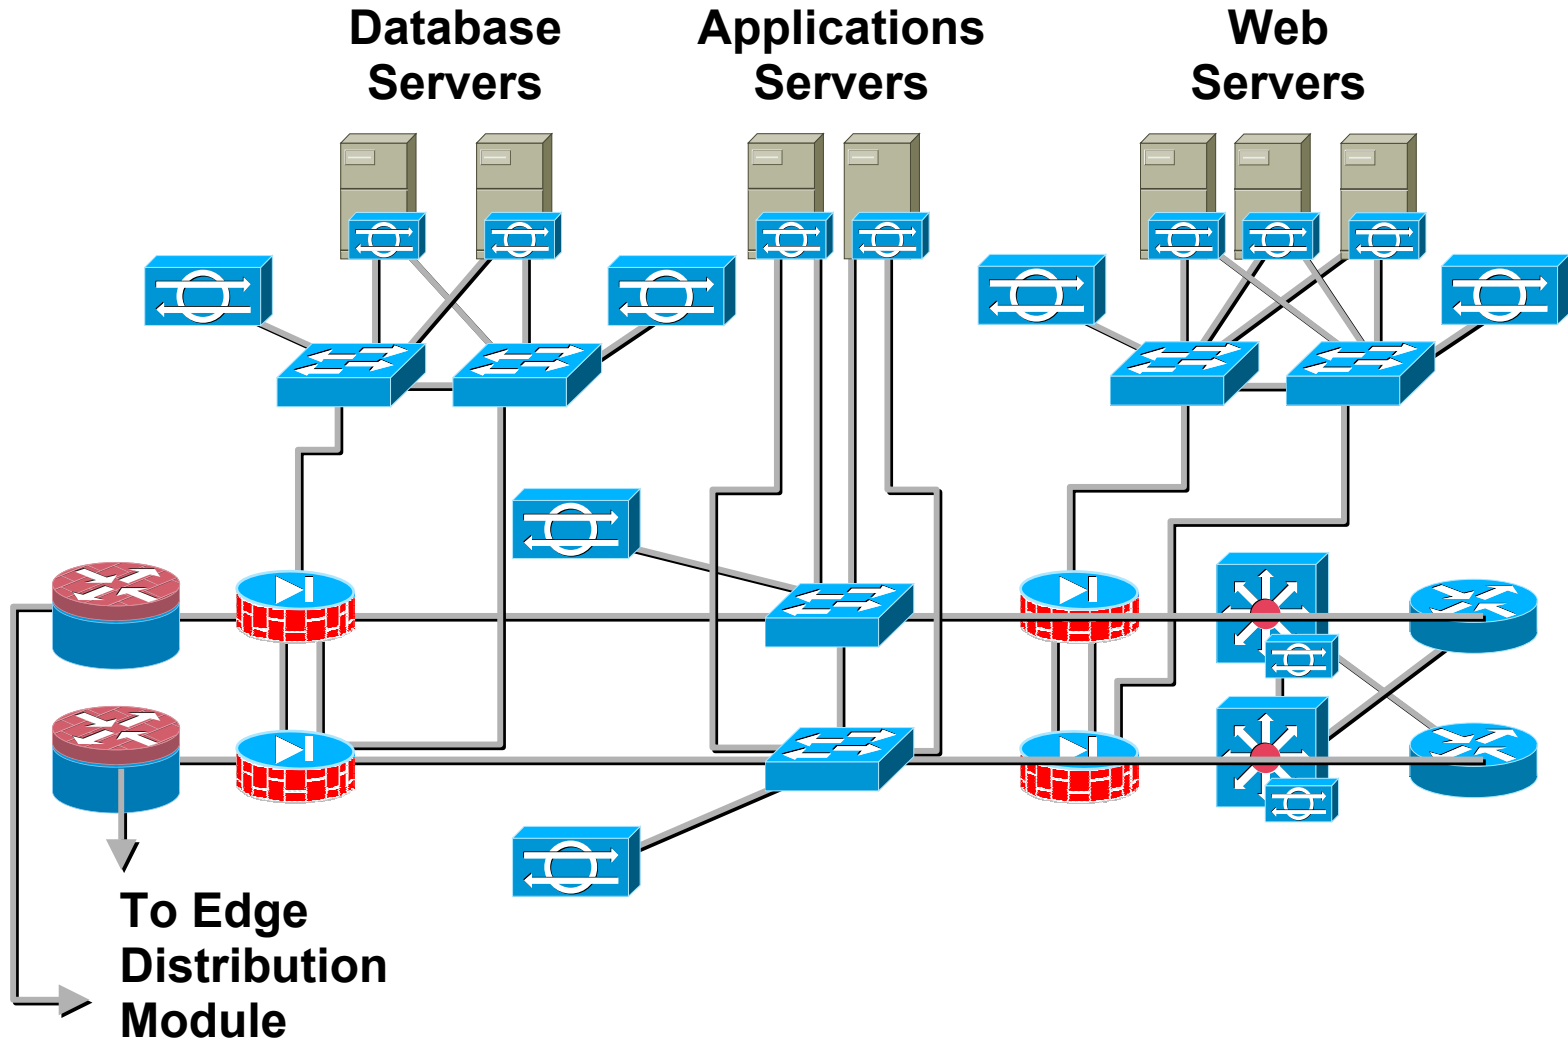 Database
Servers
Applications
Servers
Web
Servers
To Edge
Distribution
Module